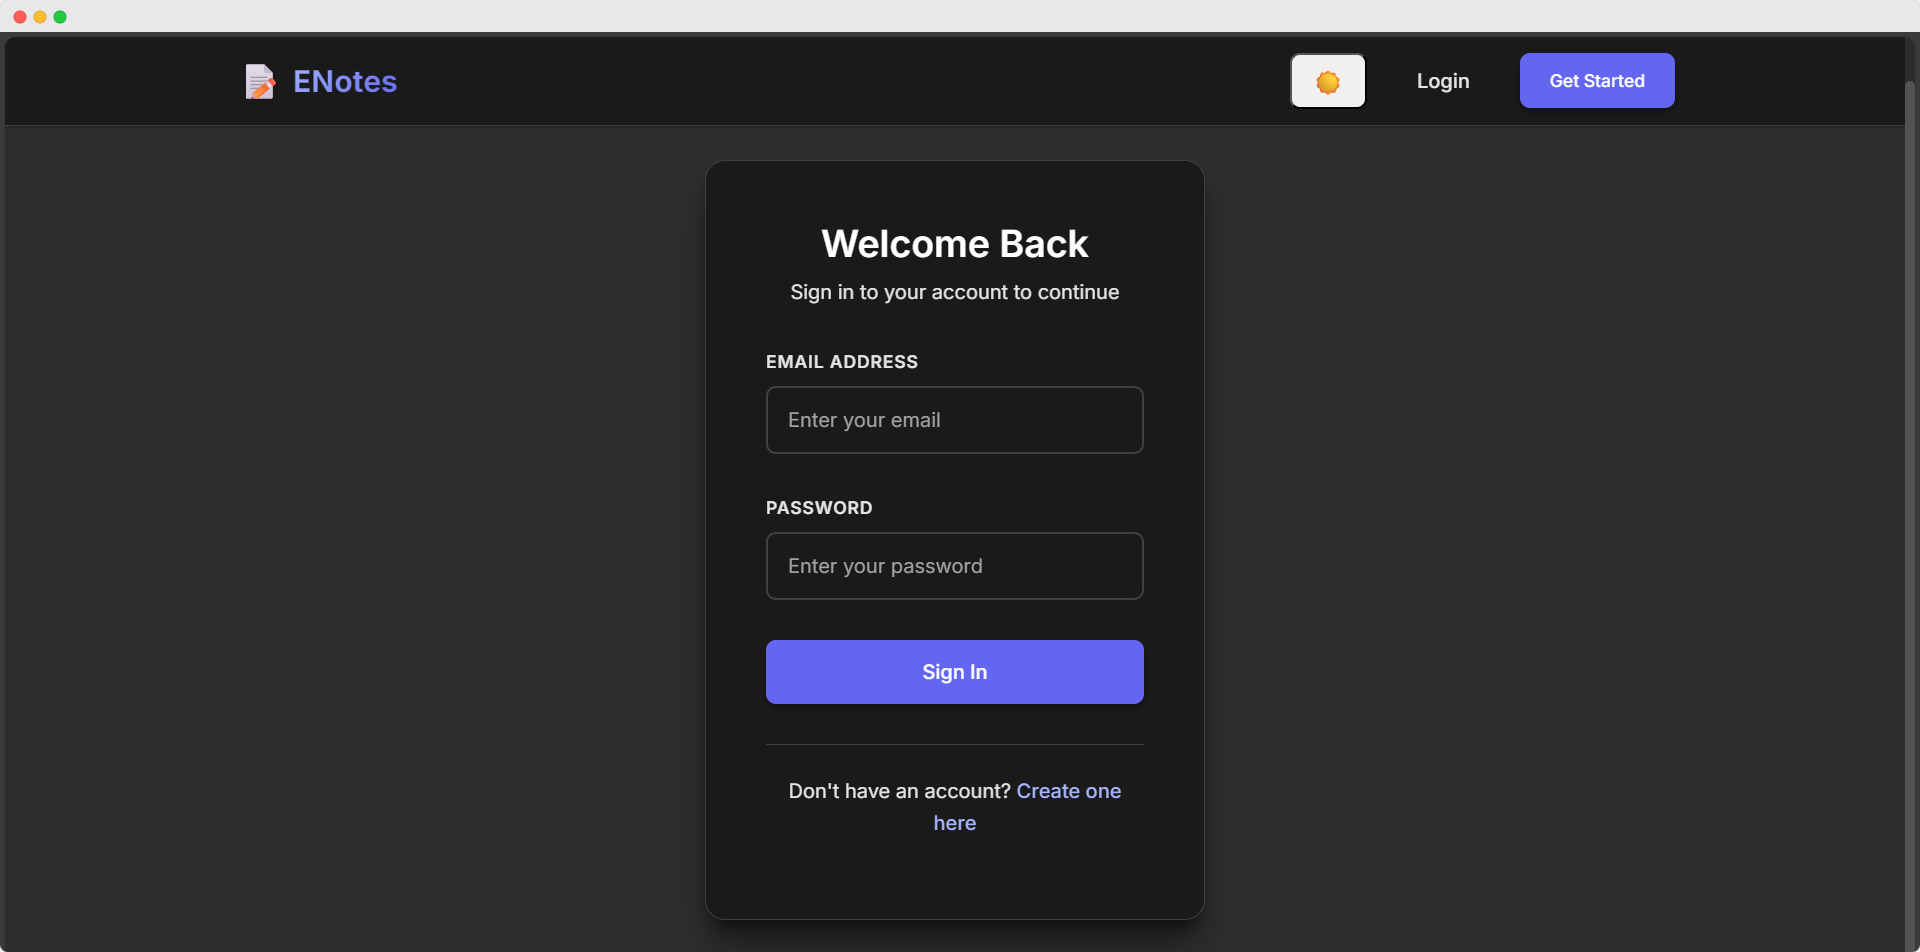 ENotes
Login
Get Started
Welcome Back
Sign in to your account to continue
EMAIL ADDRESS
Enter your email
PASSWORD
Enter your password
Sign In
Don't have an account? Create one
here